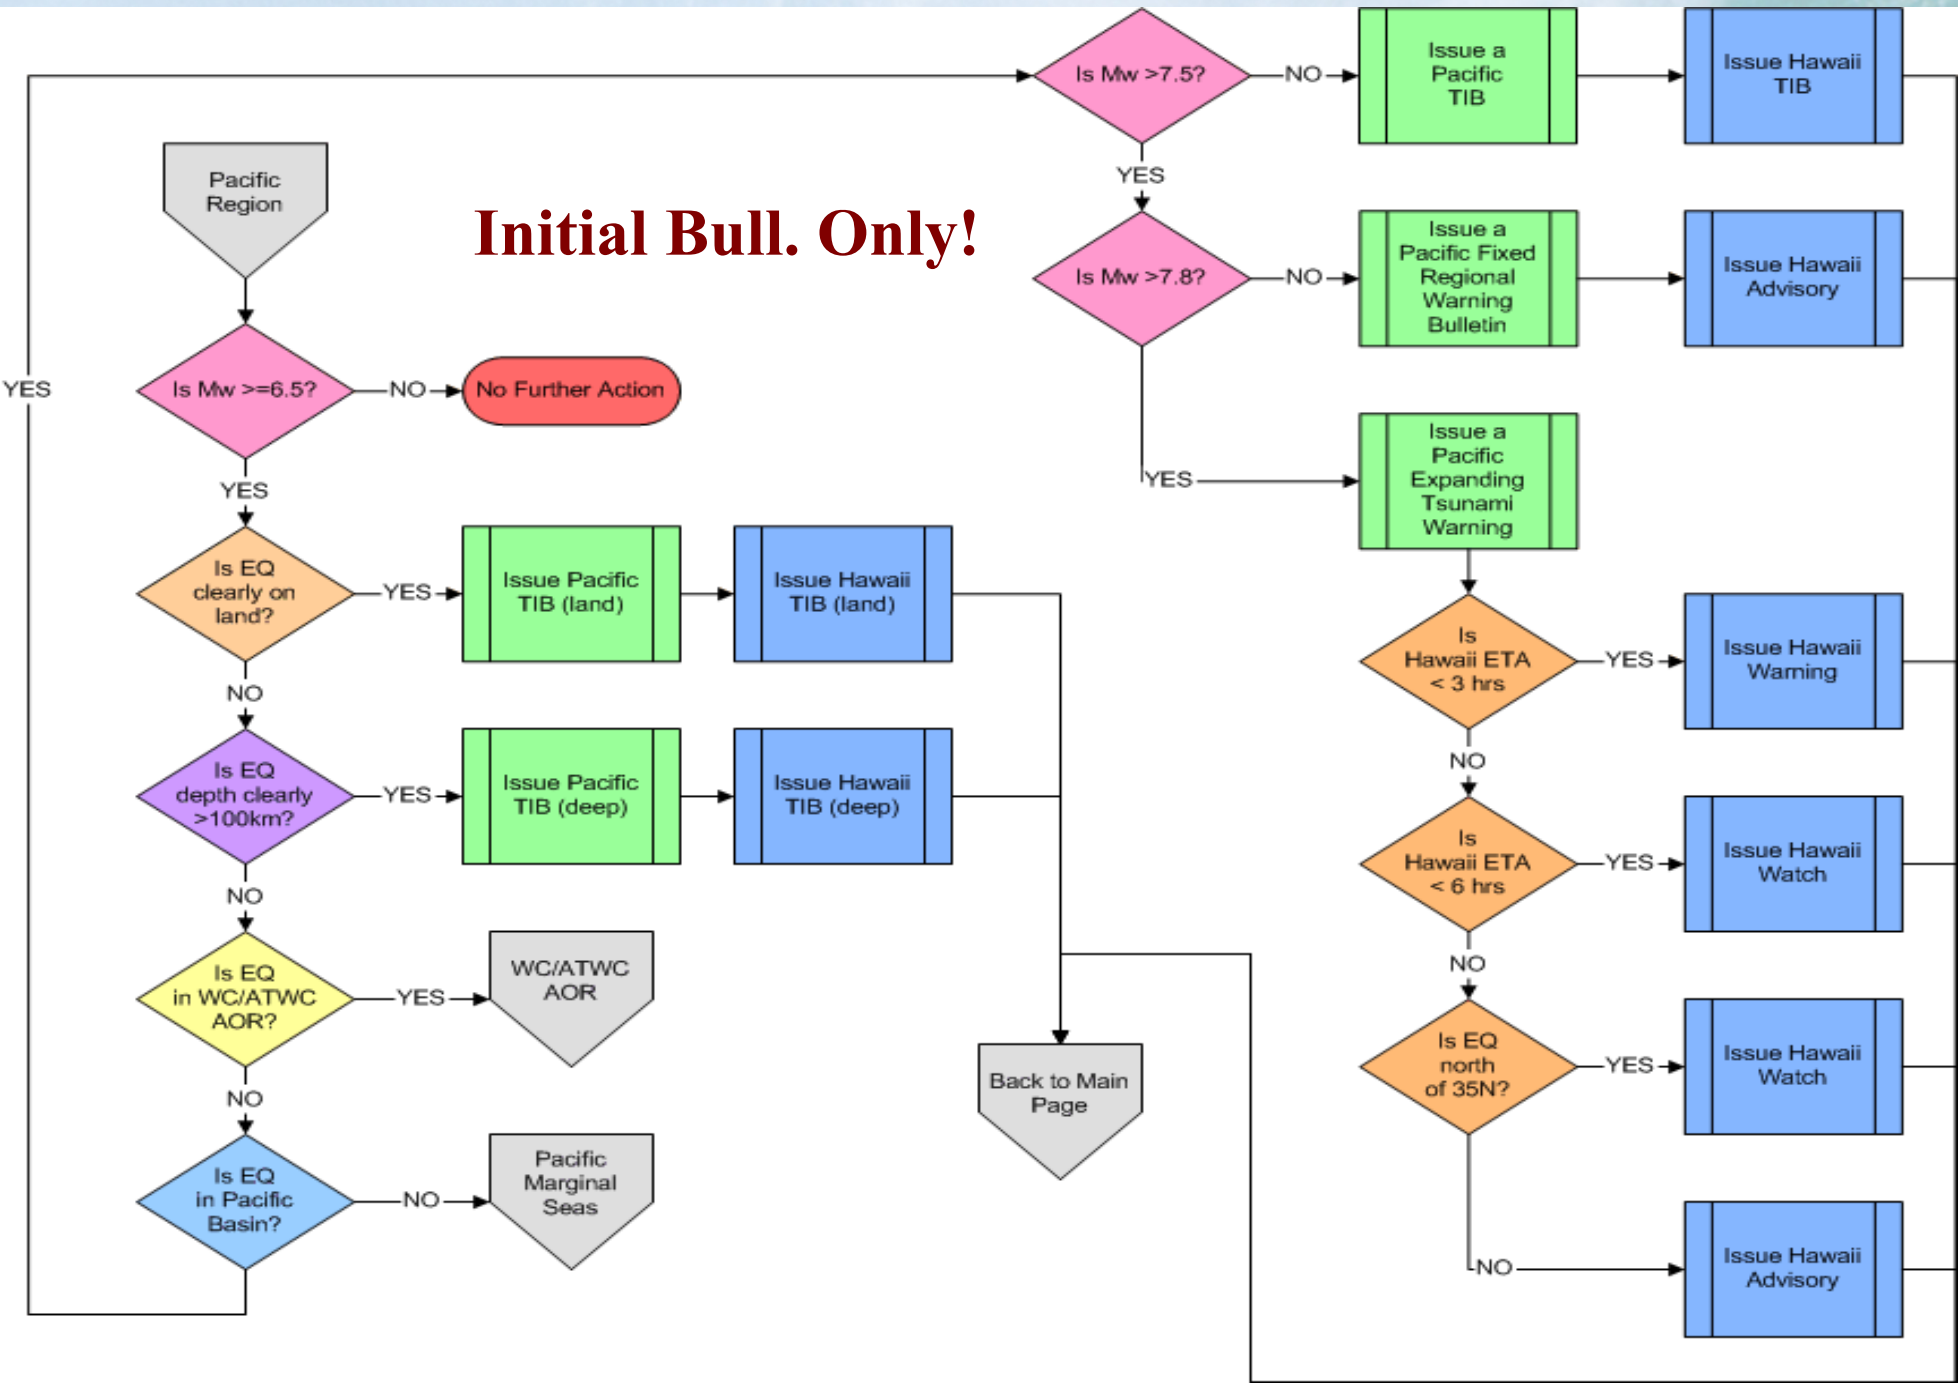 Is Mw >7.5?
NO
Issue a
Pacific
TIB
Issue Hawaii
TIB
YES
Pacific
Region
Initial Bull. Only!
Is Mw >7.8?
NO
Issue a
Pacific Fixed
Regional
Warning
Bulletin
Issue Hawaii
Advisory
YES
Is Mw >=6.5?
NO
No Further Action
YES
YES
Issue a
Pacific
Expanding
Tsunami
Warning
Is EQ
clearly on
land?
YES
Issue Pacific
TIB (land)
Issue Hawaii
TIB (land)
Is
Hawaii ETA
< 3 hrs
YES
Issue Hawaii
Warning
NO
NO
Is EQ
depth clearly
>100km?
YES
Issue Pacific
TIB (deep)
Issue Hawaii
TIB (deep)
Is
Hawaii ETA
< 6 hrs
YES
Issue Hawaii
Watch
NO
NO
Is EQ
in WC/ATWC
AOR?
YES
WC/ATWC
AOR
Is EQ
north
of 35N?
YES
Issue Hawaii
Watch
Back to Main
Page
NO
Is EQ
in Pacific
Basin?
NO
Pacific
Marginal
Seas
NO
Issue Hawaii
Advisory